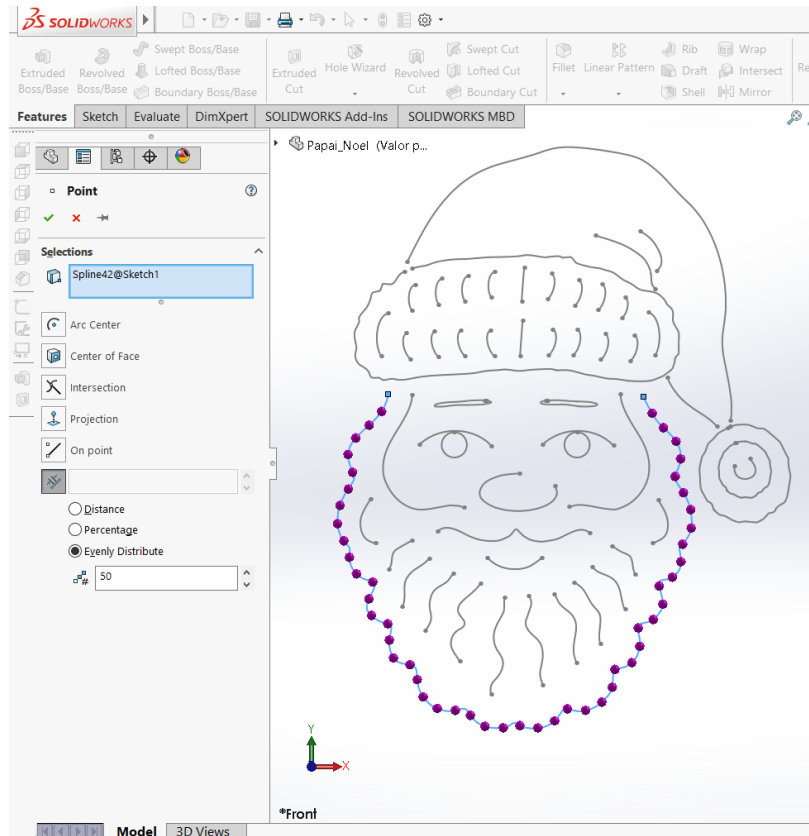 SOLIDWORKS
Swept Boss/Base
Swept Cut
Rib
Wrap
Extruded Boss/Base
Revolved Boss/Base
Lofted Boss/Base
Extruded Cut
Hole Wizard
Revolved Cut
Lofted Cut
Fillet
Linear Pattern
Draft
Intersect
Re
Boundary Boss/Base
Boundary Cut
Shell
Mirror
Features
Sketch
Evaluate
DimXpert
SOLIDWORKS Add-Ins
SOLIDWORKS MBD
Papai_Noel (Valor p...
Point
Selections
Spline42@Sketch1
Arc Center
Center of Face
Intersection
Projection
On point
Distance
Percentage
Evenly Distribute
50
Y
X
*Front
Model
3D Views